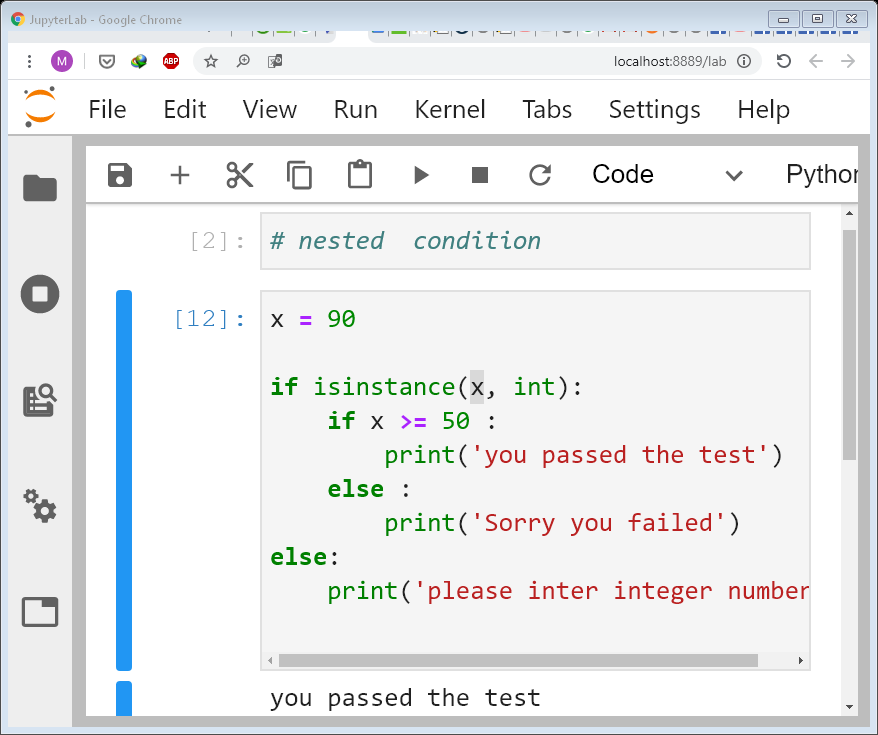 JupyterLab - Google Chrome
M ABP localhost:8889/lab
File Edit View Run Kernel Tabs Settings Help
Code Python
[2]: # nested  condition
[12]: x = 90
if isinstance(x, int):
    if x >= 50 :
        print('you passed the test')
    else :
        print('Sorry you failed')
else:
    print('please inter integer number
you passed the test